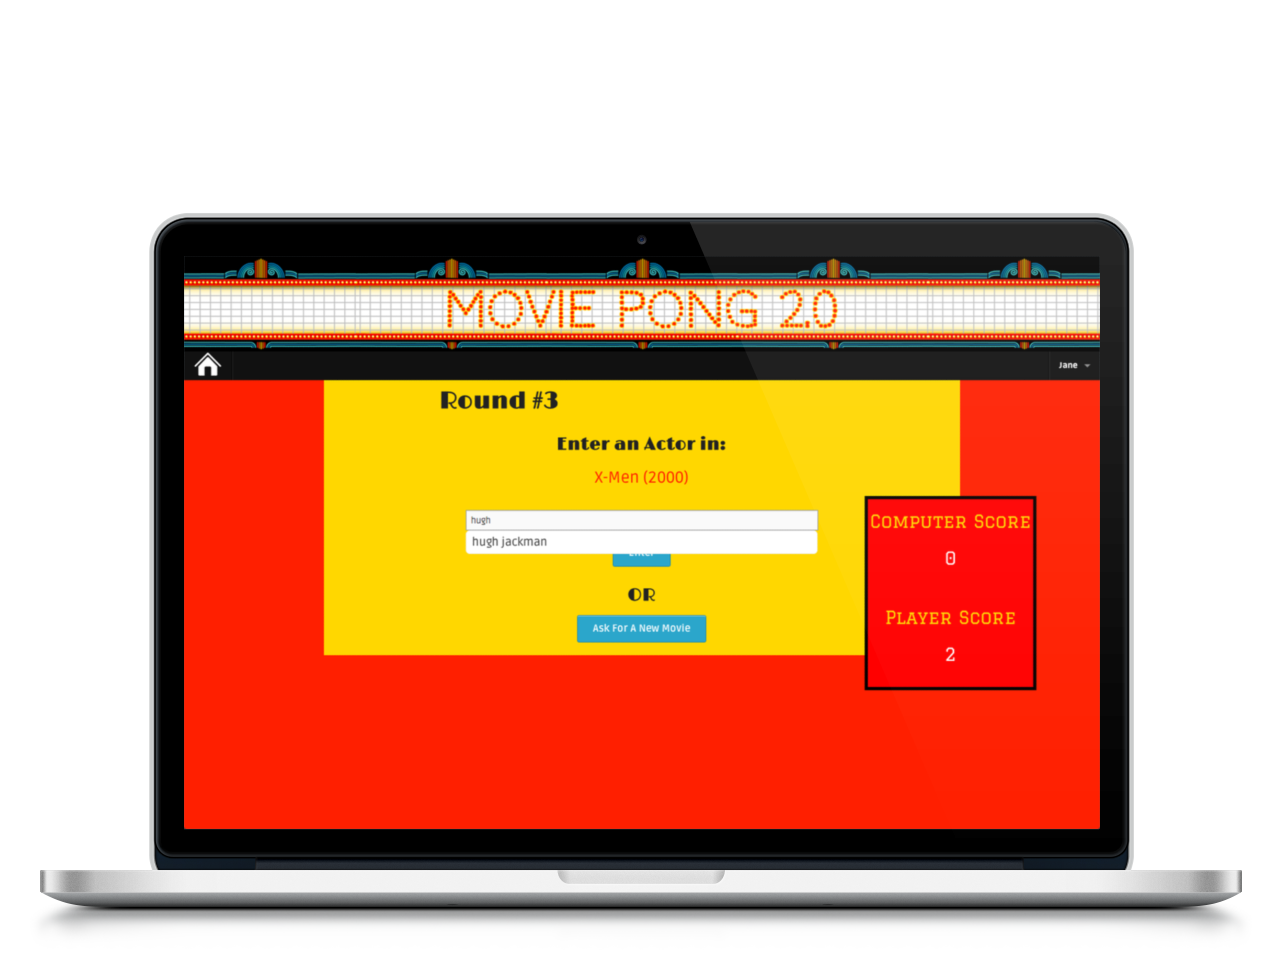 MOVIE PONG 2.0
Jane
Round #3
Enter an Actor in:
X-Men (2000)
hugh
hugh jackman
Enter
OR
Ask For A New Movie
Computer Score
0
Player Score
2